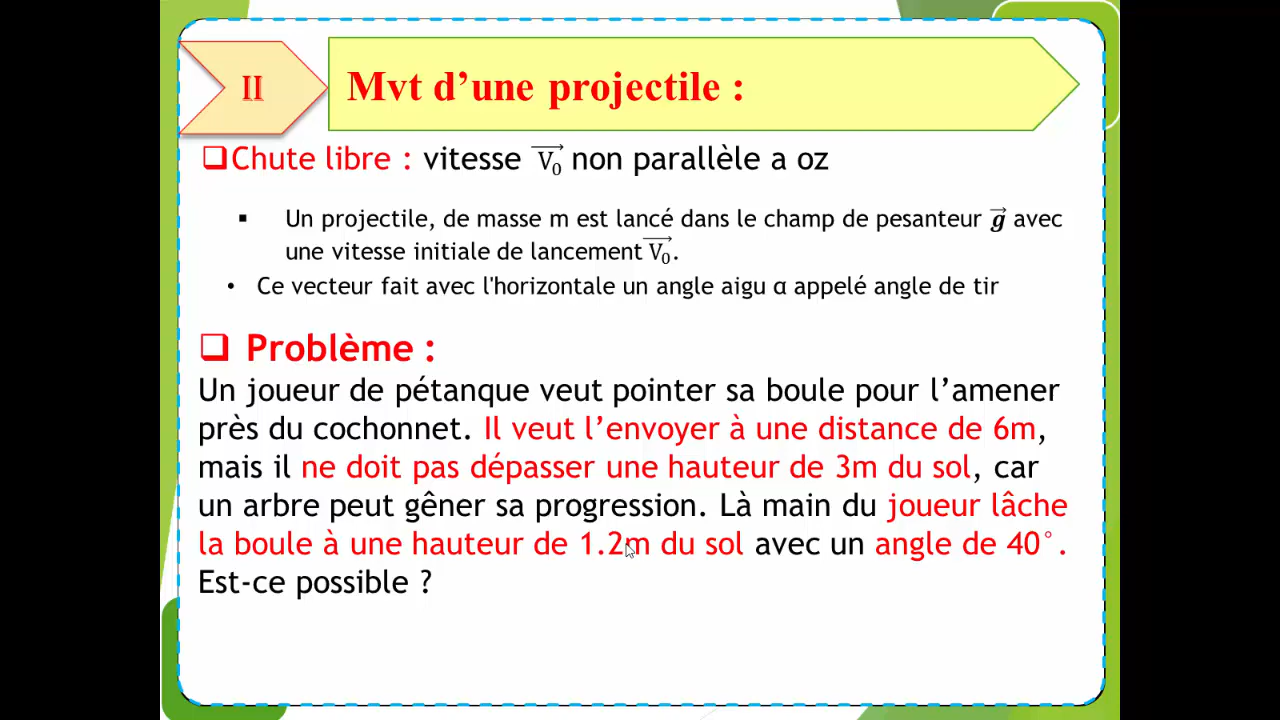 II
Mvt d’une projectile :
❑Chute libre : vitesse V₀ non parallèle a oz
▪ Un projectile, de masse m est lancé dans le champ de pesanteur g avec
une vitesse initiale de lancement V₀.
• Ce vecteur fait avec l'horizontale un angle aigu α appelé angle de tir
❑ Problème :
Un joueur de pétanque veut pointer sa boule pour l’amener
près du cochonnet. Il veut l’envoyer à une distance de 6m,
mais il ne doit pas dépasser une hauteur de 3m du sol, car
un arbre peut gêner sa progression. Là main du joueur lâche
la boule à une hauteur de 1.2m du sol avec un angle de 40°.
Est-ce possible ?